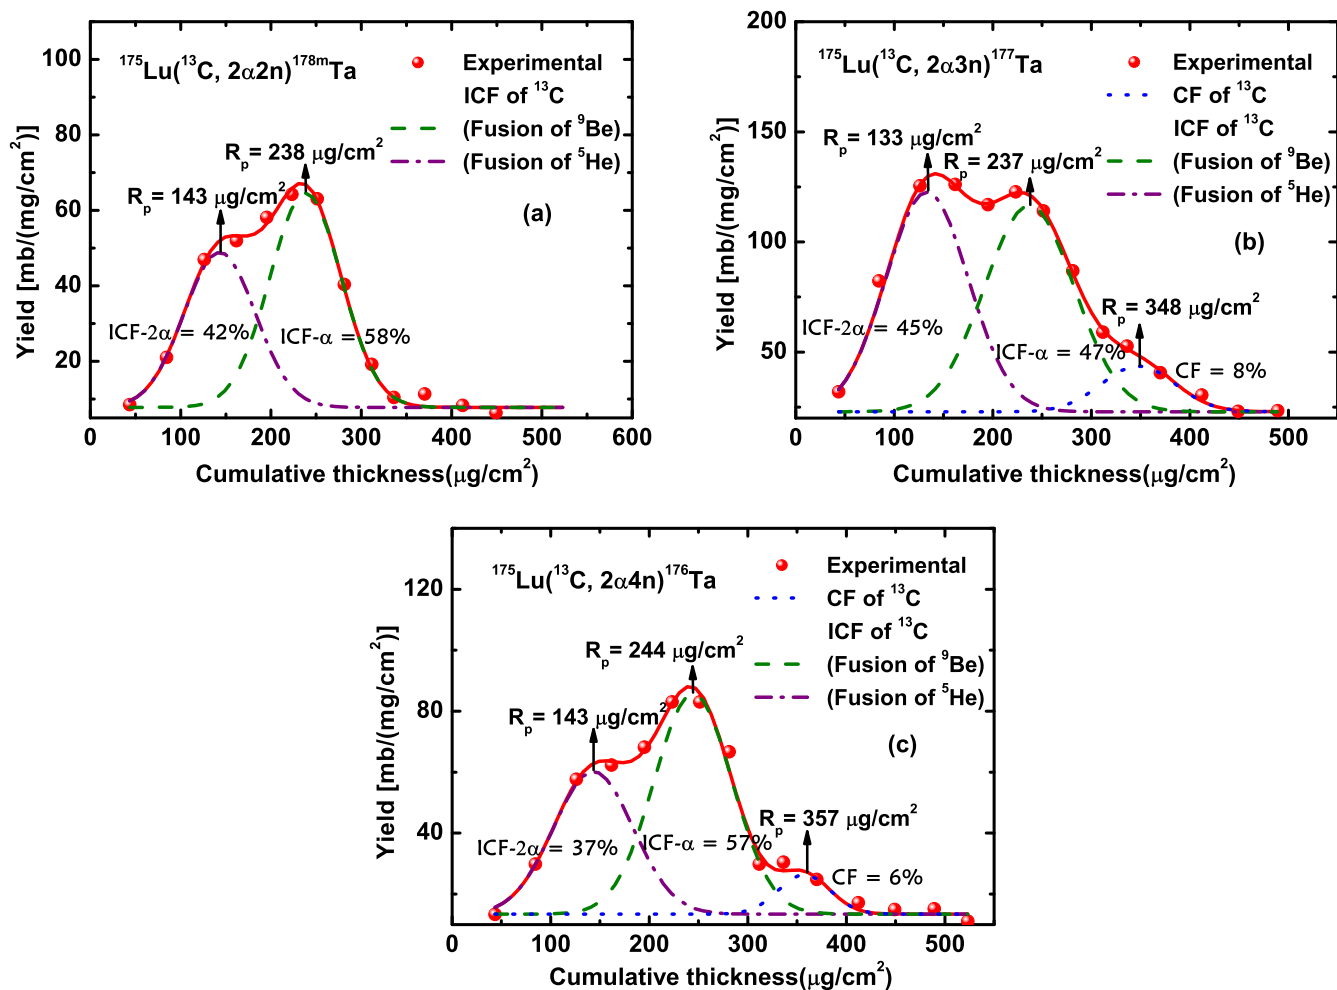 ¹⁷⁵Lu(¹³C, 2α2n)¹⁷⁸ᵐTa
Experimental
ICF of ¹³C
(Fusion of ⁹Be)
(Fusion of ⁵He)
Rₚ= 238 μg/cm²
Rₚ= 143 μg/cm²
(a)
ICF-2α = 42%
ICF-α = 58%
Yield [mb/(mg/cm²)]
100
80
60
40
20
0 100 200 300 400 500 600
Cumulative thickness(μg/cm²)
¹⁷⁵Lu(¹³C, 2α3n)¹⁷⁷Ta
Experimental
CF of ¹³C
ICF of ¹³C
(Fusion of ⁹Be)
(Fusion of ⁵He)
Rₚ= 133 μg/cm²
Rₚ= 237 μg/cm²
(b)
Rₚ= 348 μg/cm²
ICF-2α = 45%
ICF-α = 47%
CF = 8%
Yield [mb/(mg/cm²)]
200
150
100
50
0 100 200 300 400 500
Cumulative thickness(μg/cm²)
¹⁷⁵Lu(¹³C, 2α4n)¹⁷⁶Ta
Experimental
CF of ¹³C
ICF of ¹³C
(Fusion of ⁹Be)
(Fusion of ⁵He)
Rₚ= 244 μg/cm²
Rₚ= 143 μg/cm²
(c)
Rₚ= 357 μg/cm²
ICF-2α = 37%
ICF-α = 57%
CF = 6%
Yield [mb/(mg/cm²)]
120
80
40
0 100 200 300 400 500
Cumulative thickness(μg/cm²)